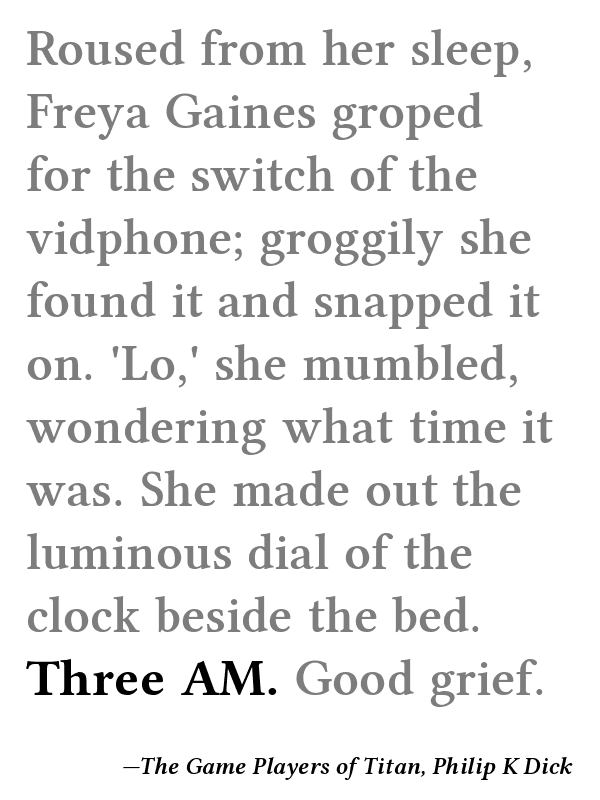 Roused from her sleep,
Freya Gaines groped
for the switch of the
vidphone; groggily she
found it and snapped it
on. 'Lo,' she mumbled,
wondering what time it
was. She made out the
luminous dial of the
clock beside the bed.
Three AM. Good grief.
—The Game Players of Titan, Philip K Dick